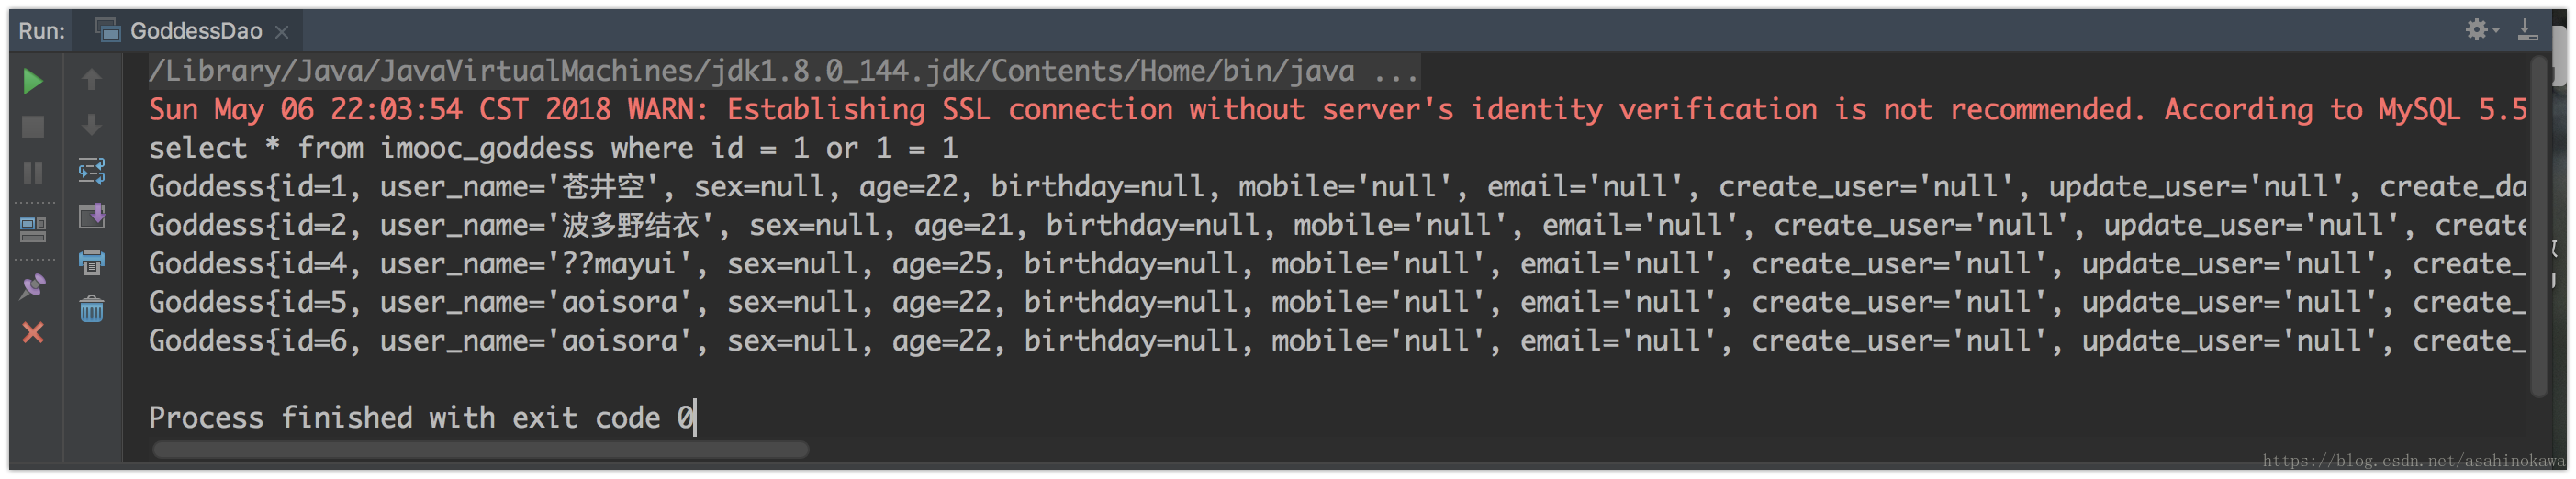 Run: GoddessDao
/Library/Java/JavaVirtualMachines/jdk1.8.0_144.jdk/Contents/Home/bin/java ...
Sun May 06 22:03:54 CST 2018 WARN: Establishing SSL connection without server's identity verification is not recommended. According to MySQL 5.5
select * from imooc_goddess where id = 1 or 1 = 1
Goddess{id=1, user_name='苍井空', sex=null, age=22, birthday=null, mobile='null', email='null', create_user='null', update_user='null', create_da
Goddess{id=2, user_name='波多野结衣', sex=null, age=21, birthday=null, mobile='null', email='null', create_user='null', update_user='null', create
Goddess{id=4, user_name='??mayui', sex=null, age=25, birthday=null, mobile='null', email='null', create_user='null', update_user='null', create_
Goddess{id=5, user_name='aoisora', sex=null, age=22, birthday=null, mobile='null', email='null', create_user='null', update_user='null', create_
Goddess{id=6, user_name='aoisora', sex=null, age=22, birthday=null, mobile='null', email='null', create_user='null', update_user='null', create_
Process finished with exit code 0
https://blog.csdn.net/asahinokawa